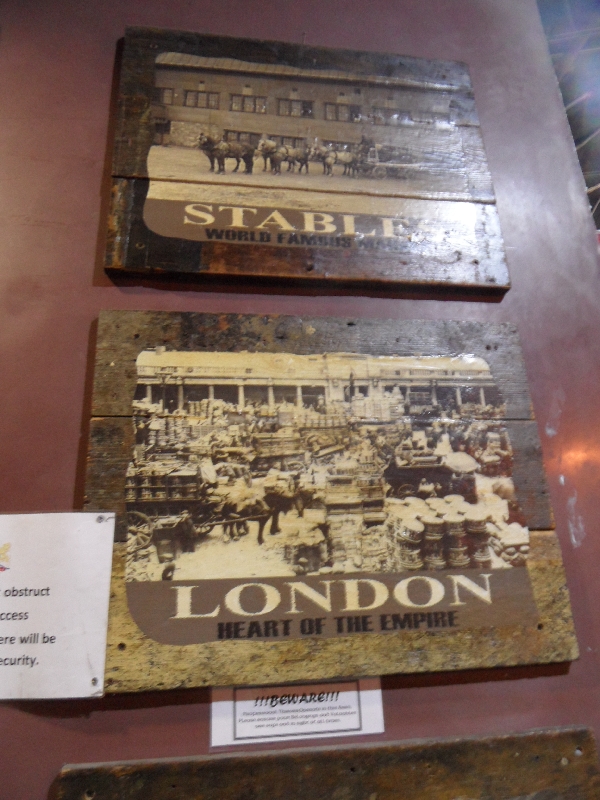 STABLE
WORLD FAMOUS
LONDON
HEART OF THE EMPIRE
obstruct
ccess
ere will be
ecurity.
!!!BEWARE!!!